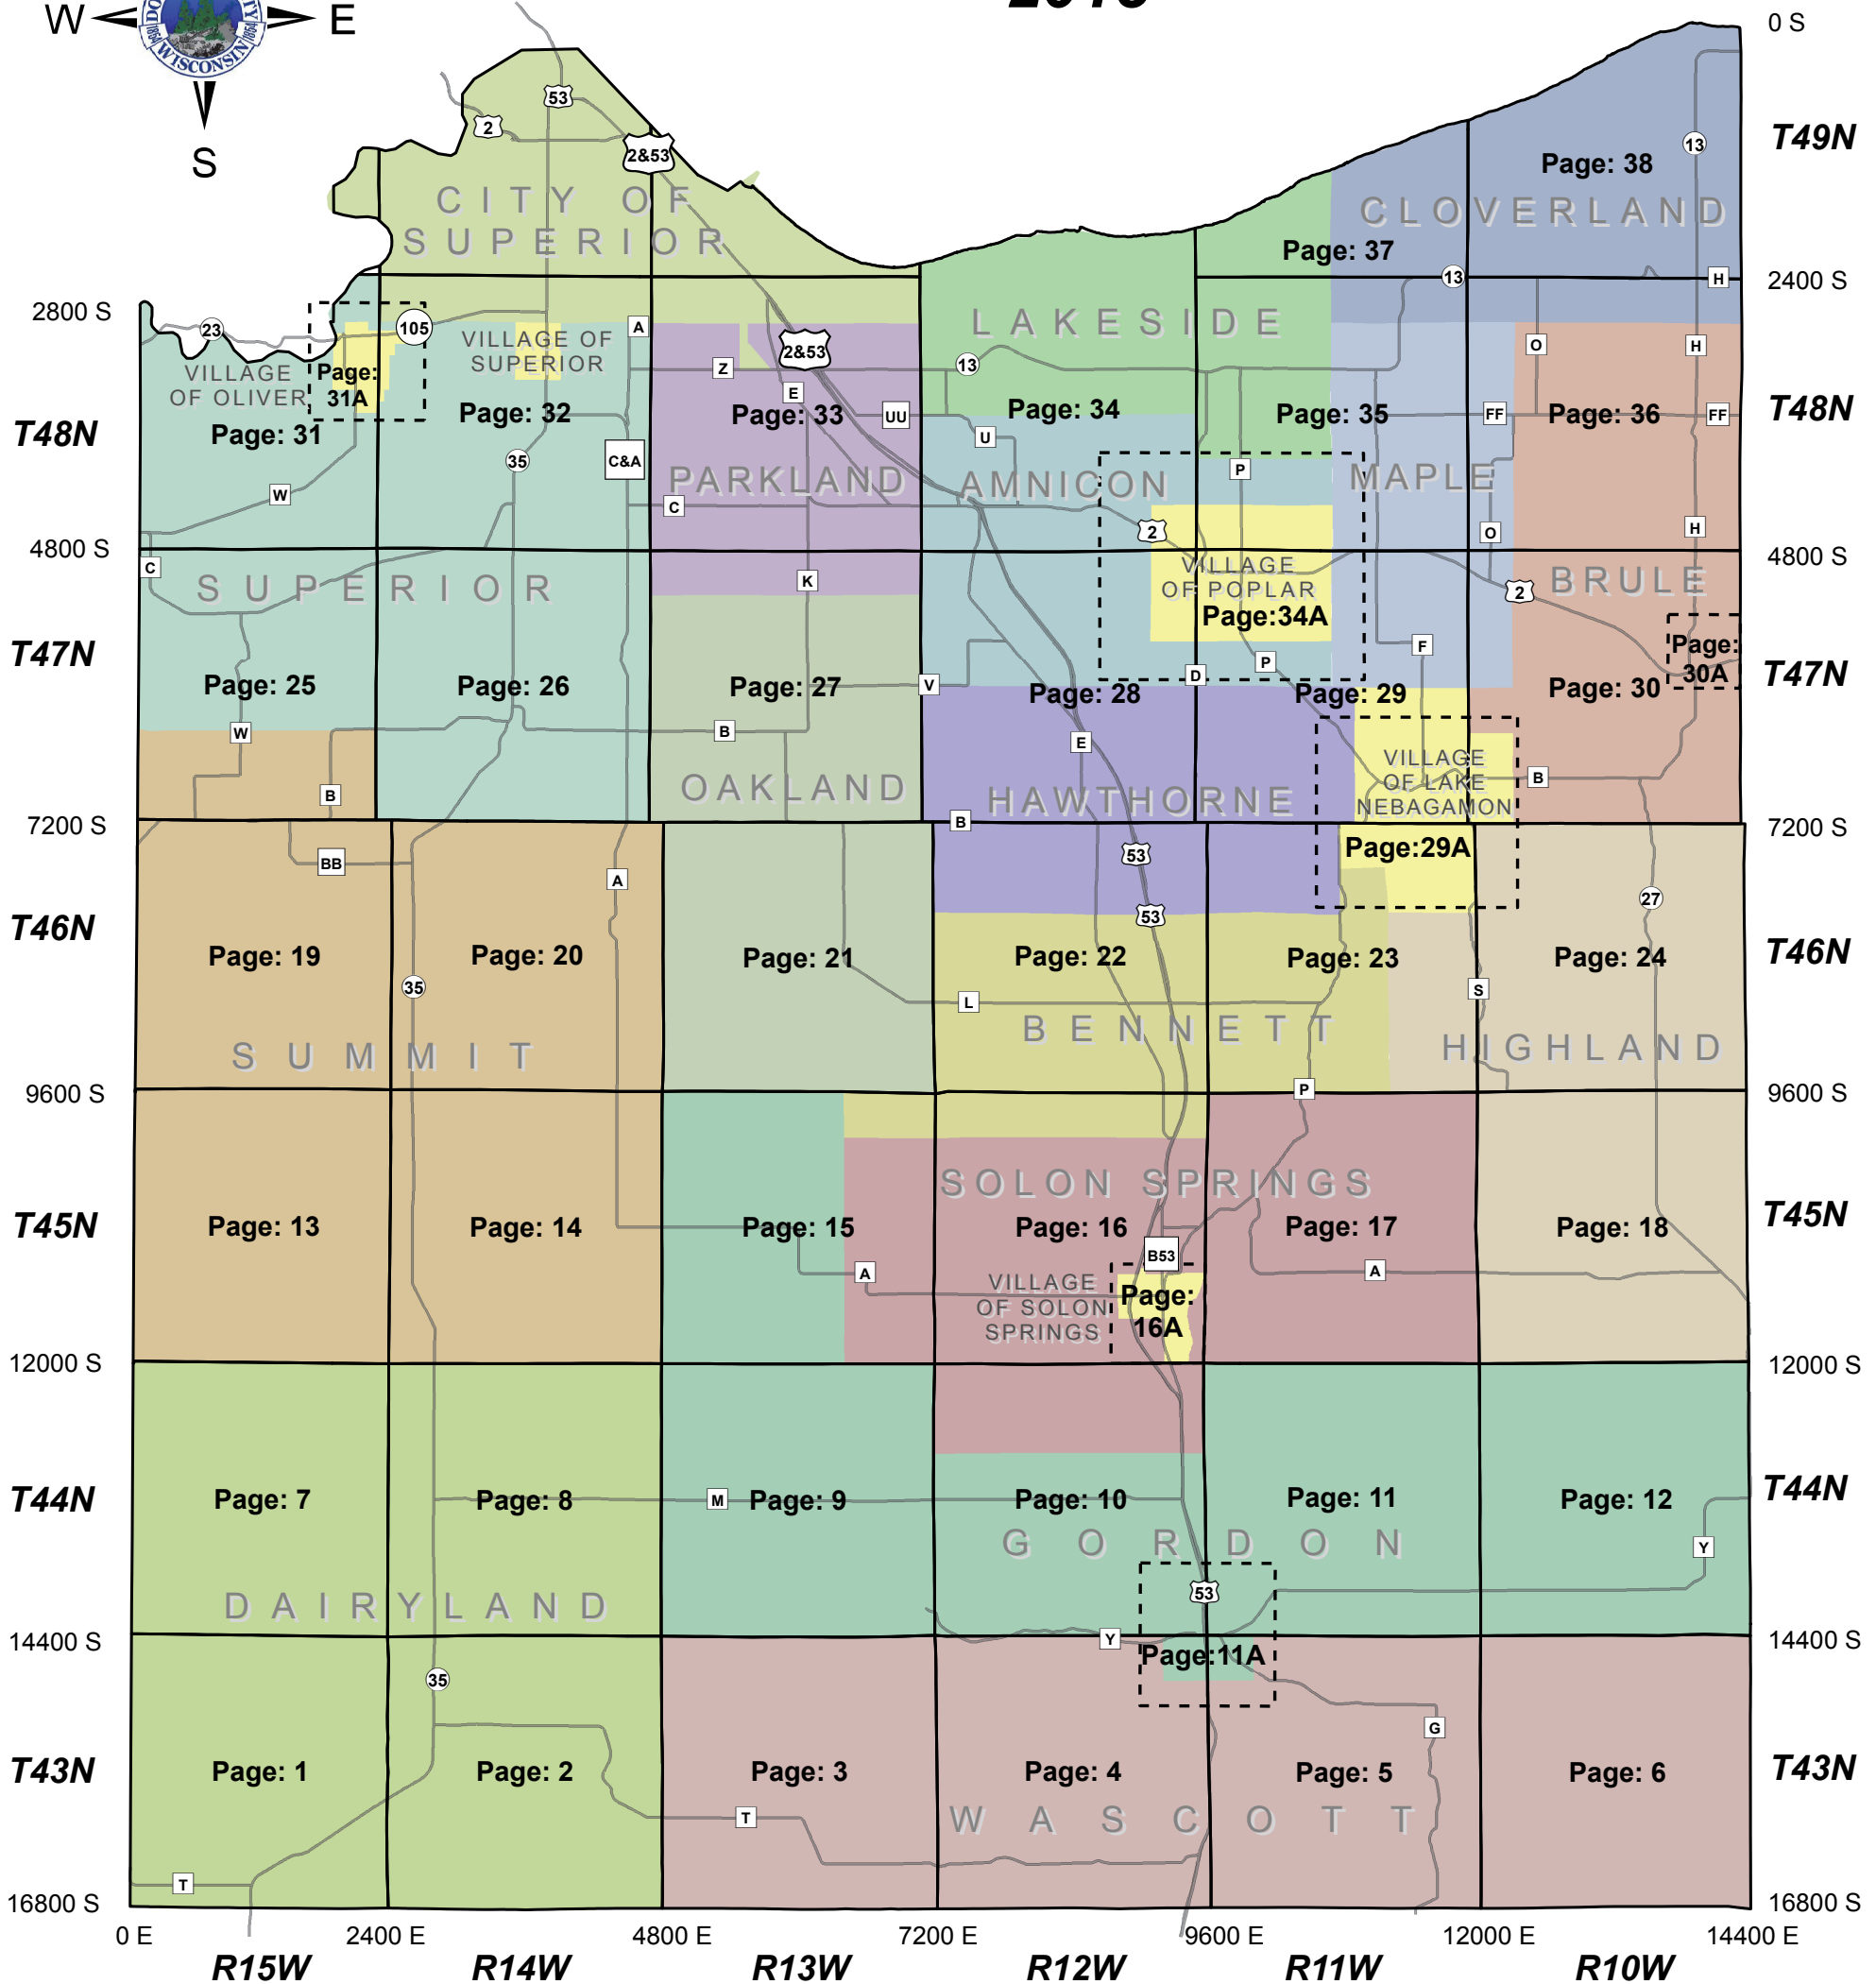 2018
W
E
S
WISCONSIN
1854
1854
0 S
53
2
2&53
T49N
13
Page: 38
CITY OF
SUPERIOR
CLOVERLAND
Page: 37
13
H
2400 S
2800 S
23
105
VILLAGE OF
SUPERIOR
A
LAKESIDE
2&53
Z
13
O
H
VILLAGE
OF OLIVER
Page:
31A
E
Page: 31
Page: 32
Page: 33
UU
Page: 34
Page: 35
FF
Page: 36
FF
T48N
T48N
U
35
C&A
W
PARKLAND
AMNICON
P
MAPLE
C
2
O
H
4800 S
4800 S
C
SUPERIOR
K
VILLAGE
OF POPLAR
Page:34A
2
BRULE
T47N
T47N
Page:
30A
Page: 25
Page: 26
Page: 27
V
Page: 28
D
P
Page: 29
F
Page: 30
W
B
E
B
OAKLAND
HAWTHORNE
VILLAGE
OF LAKE
NEBAGAMON
B
7200 S
B
7200 S
BB
A
53
Page:29A
53
27
T46N
T46N
Page: 19
Page: 20
Page: 21
Page: 22
Page: 23
Page: 24
35
L
S
SUMMIT
BENNETT
HIGHLAND
9600 S
P
9600 S
SOLON SPRINGS
T45N
T45N
Page: 13
Page: 14
Page: 15
Page: 16
Page: 17
Page: 18
B53
A
A
VILLAGE
OF SOLON
SPRINGS
Page:
16A
12000 S
12000 S
T44N
T44N
Page: 7
Page: 8
M
Page: 9
Page: 10
Page: 11
Page: 12
GORDON
Y
53
DAIRYLAND
14400 S
Y
14400 S
Page:11A
35
G
T43N
T43N
Page: 1
Page: 2
Page: 3
Page: 4
Page: 5
Page: 6
T
WASCOTT
T
16800 S
16800 S
0 E
2400 E
4800 E
7200 E
9600 E
12000 E
14400 E
R15W
R14W
R13W
R12W
R11W
R10W